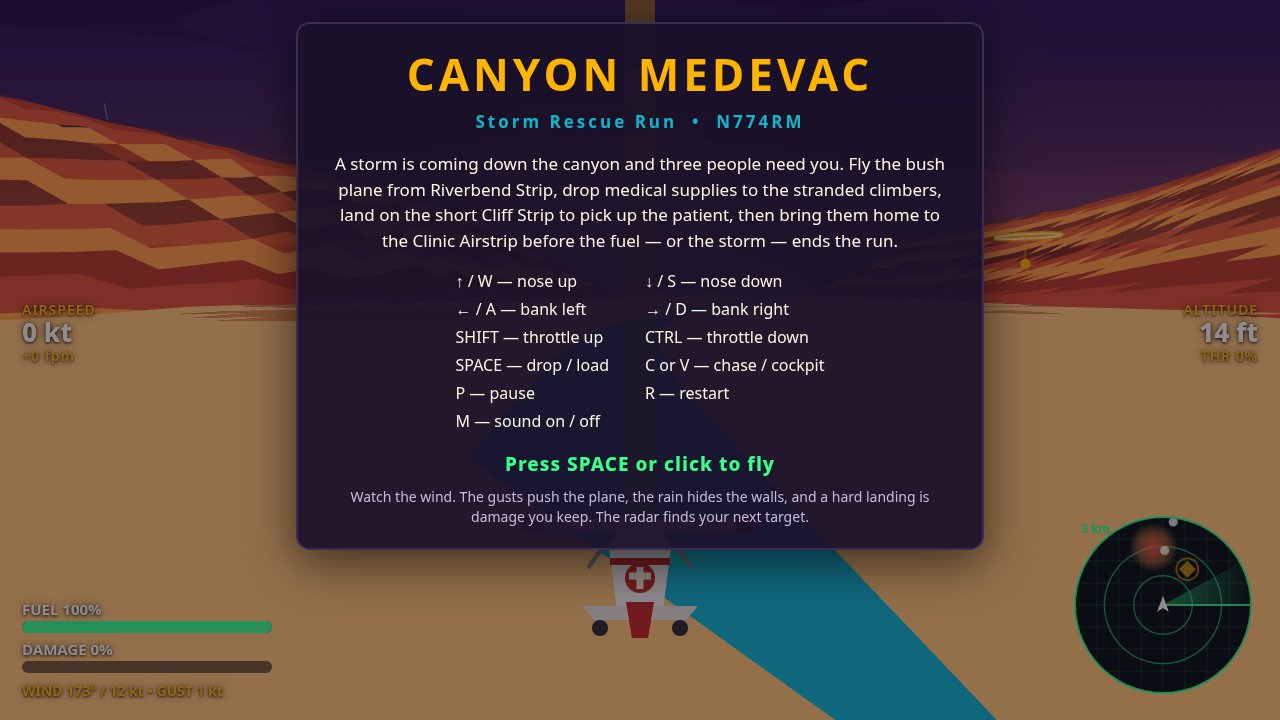 CANYON MEDEVAC
Storm Rescue Run • N774RM
A storm is coming down the canyon and three people need you. Fly the bush
plane from Riverbend Strip, drop medical supplies to the stranded climbers,
land on the short Cliff Strip to pick up the patient, then bring them home to
the Clinic Airstrip before the fuel — or the storm — ends the run.
↑ / W — nose up
↓ / S — nose down
← / A — bank left
→ / D — bank right
SHIFT — throttle up
CTRL — throttle down
SPACE — drop / load
C or V — chase / cockpit
P — pause
R — restart
M — sound on / off
Press SPACE or click to fly
Watch the wind. The gusts push the plane, the rain hides the walls, and a hard landing is
damage you keep. The radar finds your next target.
AIRSPEED
0 kt
+0 fpm
ALTITUDE
14 ft
THR 0%
FUEL 100%
DAMAGE 0%
WIND 173° / 12 kt • GUST 1 kt
3 km